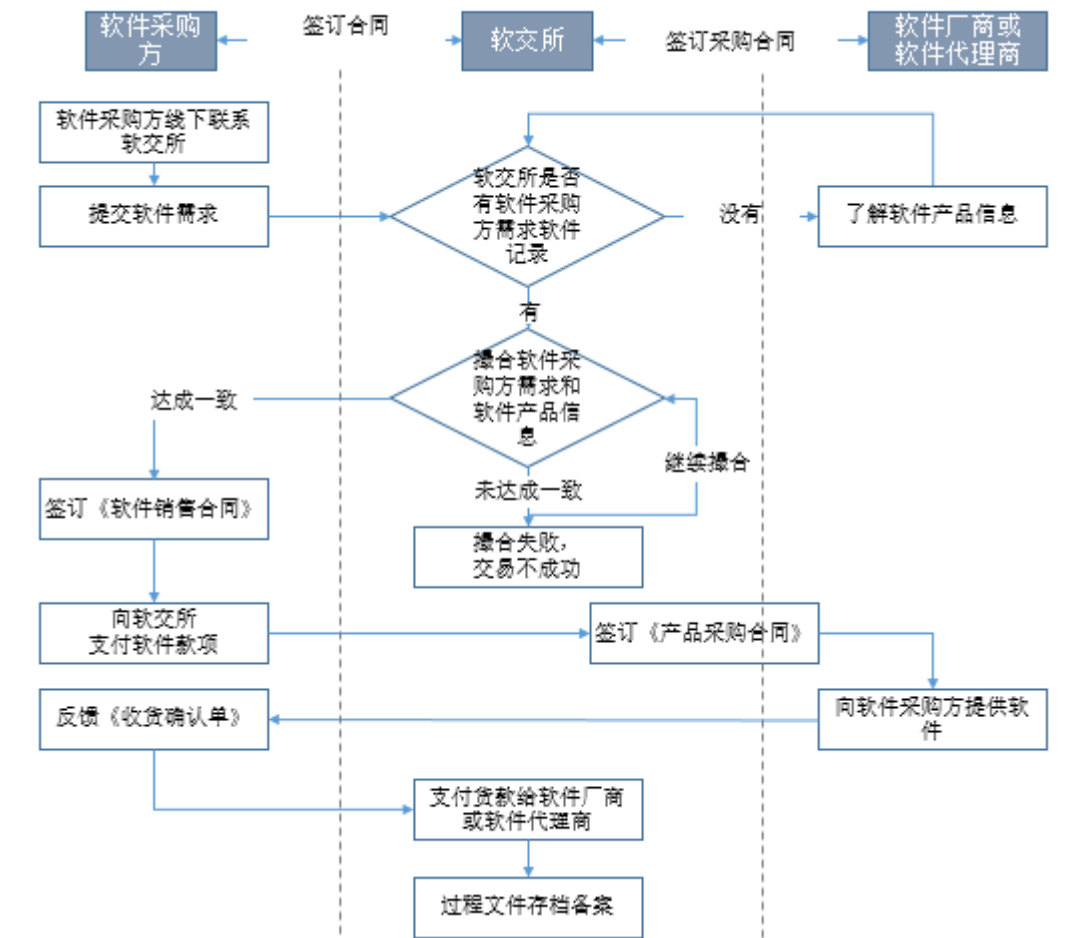 软件采购
方
签订合同
软交所
签订采购合同
软件厂商或
软件代理商
软件采购方线下联系
软交所
提交软件需求
软交所是否
有软件采购
方需求软件
记录
没有
了解软件产品信息
有
撮合软件采
购方需求和
软件产品信
息
达成一致
继续撮合
未达成一致
签订《软件销售合同》
撮合失败，
交易不成功
向软交所
支付软件款项
签订《产品采购合同》
反馈《收货确认单》
向软件采购方提供软
件
支付货款给软件厂商
或软件代理商
过程文件存档备案